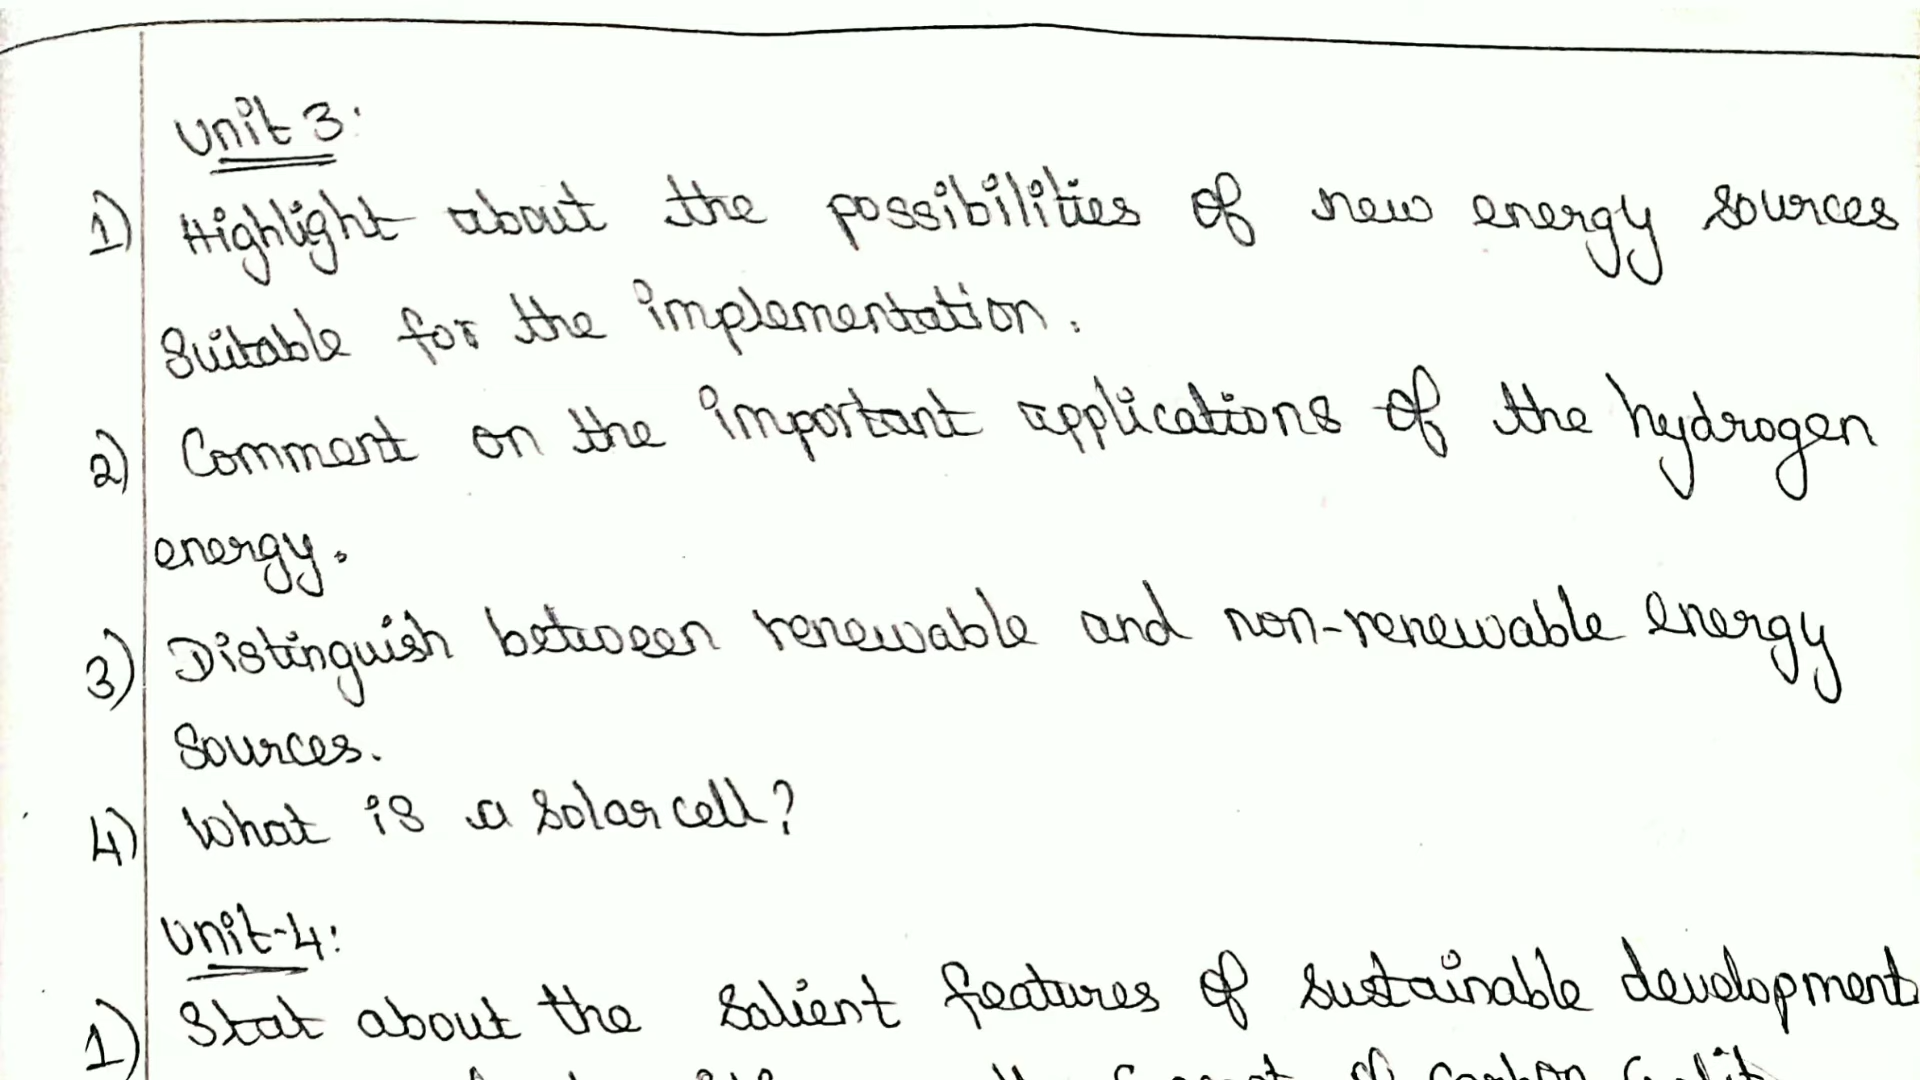 Unit 3:
1) Highlight about the possibilities of new energy sources
Suitable for the implementation.
2) Comment on the important applications of the hydrogen
energy.
3) Distinguish between renewable and non-renewable energy
Sources.
4) What is a Solar cell?
Unit-4:
1) Stat about the Salient features of sustainable development
of carbon